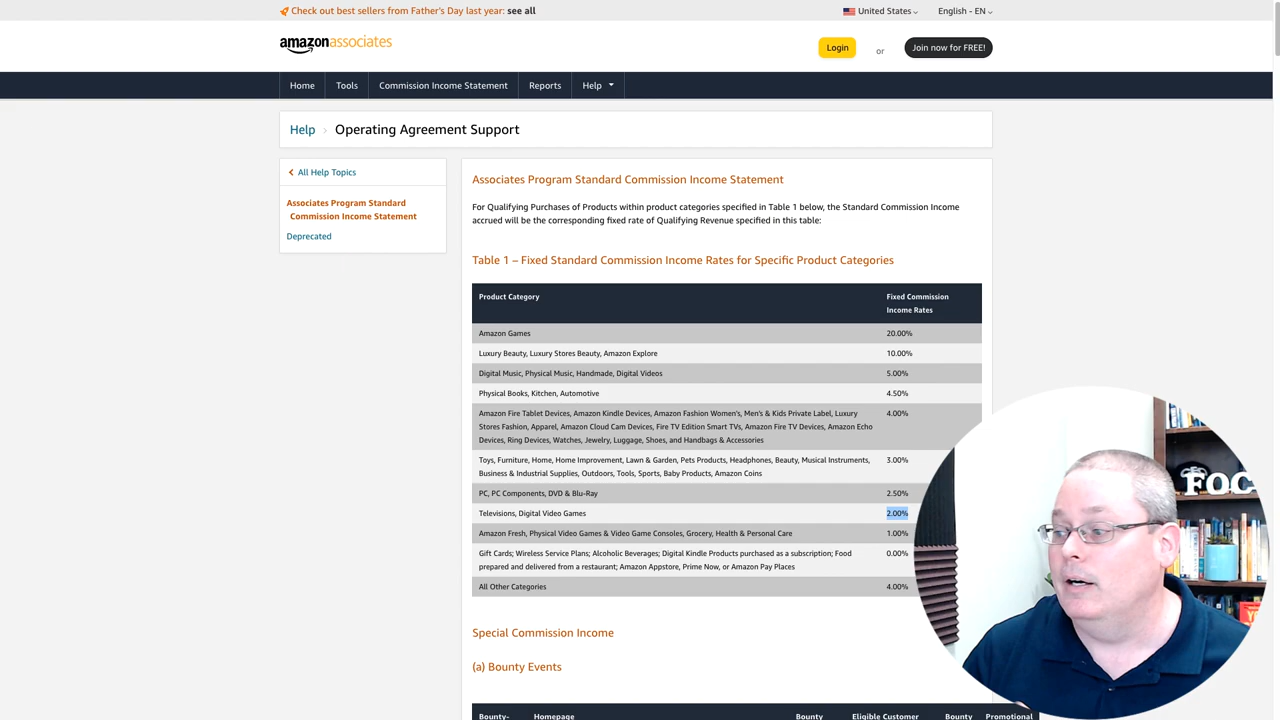 Check out best sellers from Father's Day last year: see all
United States
English - EN
amazonassociates
Login
or
Join now for FREE!
Home
Tools
Commission Income Statement
Reports
Help
Help › Operating Agreement Support
All Help Topics
Associates Program Standard
Commission Income Statement
Deprecated
Associates Program Standard Commission Income Statement
For Qualifying Purchases of Products within product categories specified in Table 1 below, the Standard Commission Income
accrued will be the corresponding fixed rate of Qualifying Revenue specified in this table:
Table 1 – Fixed Standard Commission Income Rates for Specific Product Categories
Product Category
Fixed Commission
Income Rates
Amazon Games 20.00%
Luxury Beauty, Luxury Stores Beauty, Amazon Explore 10.00%
Digital Music, Physical Music, Handmade, Digital Videos 5.00%
Physical Books, Kitchen, Automotive 4.50%
Amazon Fire Tablet Devices, Amazon Kindle Devices, Amazon Fashion Women's, Men's & Kids Private Label, Luxury 4.00%
Stores Fashion, Apparel, Amazon Cloud Cam Devices, Fire TV Edition Smart TVs, Amazon Fire TV Devices, Amazon Echo
Devices, Ring Devices, Watches, Jewelry, Luggage, Shoes, and Handbags & Accessories
Toys, Furniture, Home, Home Improvement, Lawn & Garden, Pets Products, Headphones, Beauty, Musical Instruments, 3.00%
Business & Industrial Supplies, Outdoors, Tools, Sports, Baby Products, Amazon Coins
PC, PC Components, DVD & Blu-Ray 2.50%
Televisions, Digital Video Games 2.00%
Amazon Fresh, Physical Video Games & Video Game Consoles, Grocery, Health & Personal Care 1.00%
Gift Cards; Wireless Service Plans; Alcoholic Beverages; Digital Kindle Products purchased as a subscription; Food 0.00%
prepared and delivered from a restaurant; Amazon Appstore, Prime Now, or Amazon Pay Places
All Other Categories 4.00%
Special Commission Income
(a) Bounty Events
Bounty- Homepage Bounty Eligible Customer Bounty Promotional
FOC